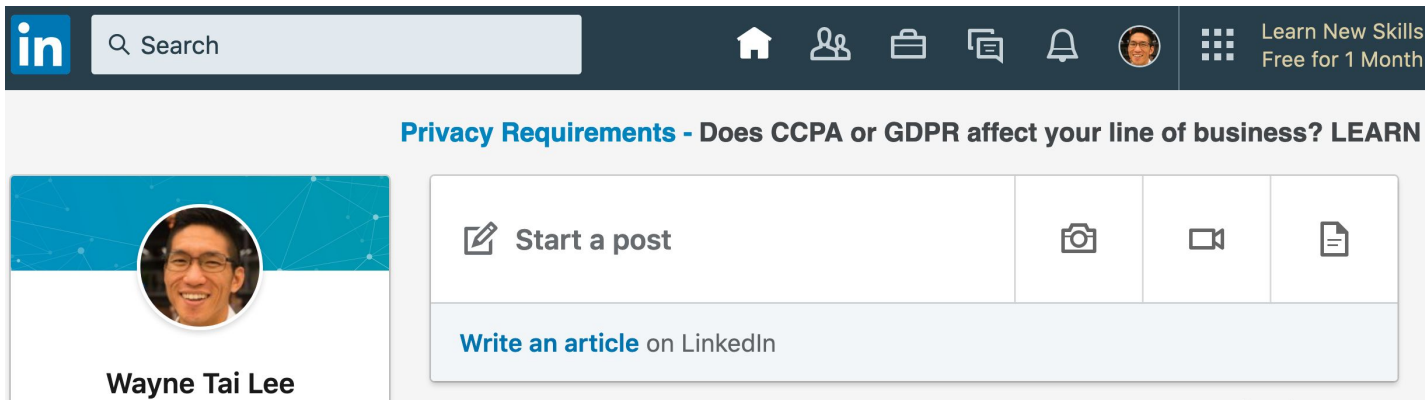 in
Search
Learn New Skills
Free for 1 Month
Privacy Requirements - Does CCPA or GDPR affect your line of business? LEARN
Start a post
Write an article on LinkedIn
Wayne Tai Lee